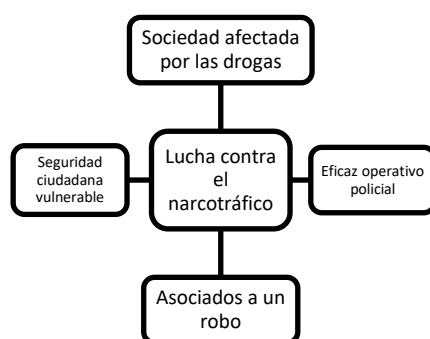 Sociedad afectada
por las drogas
Seguridad
ciudadana
vulnerable
Lucha contra
el
narcotráfico
Eficaz operativo
policial
Asociados a un
robo